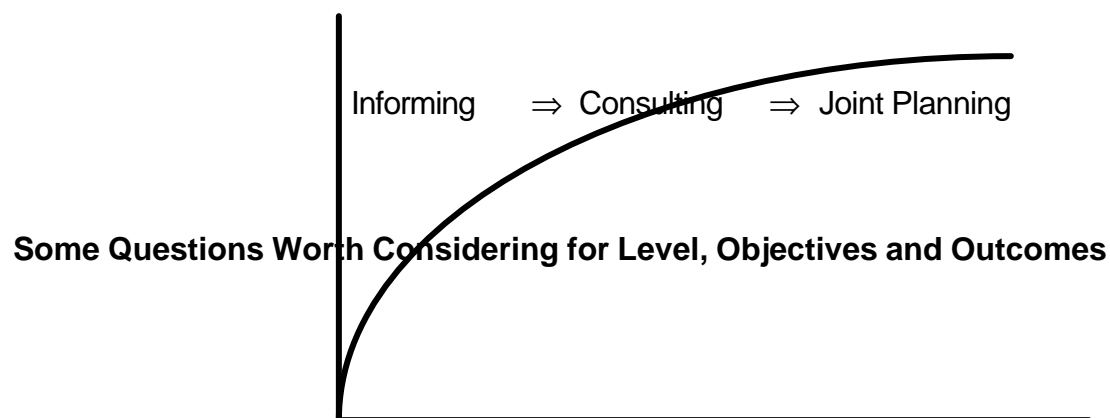 Informing ⇒ Consulting ⇒ Joint Planning
Some Questions Worth Considering for Level, Objectives and Outcomes